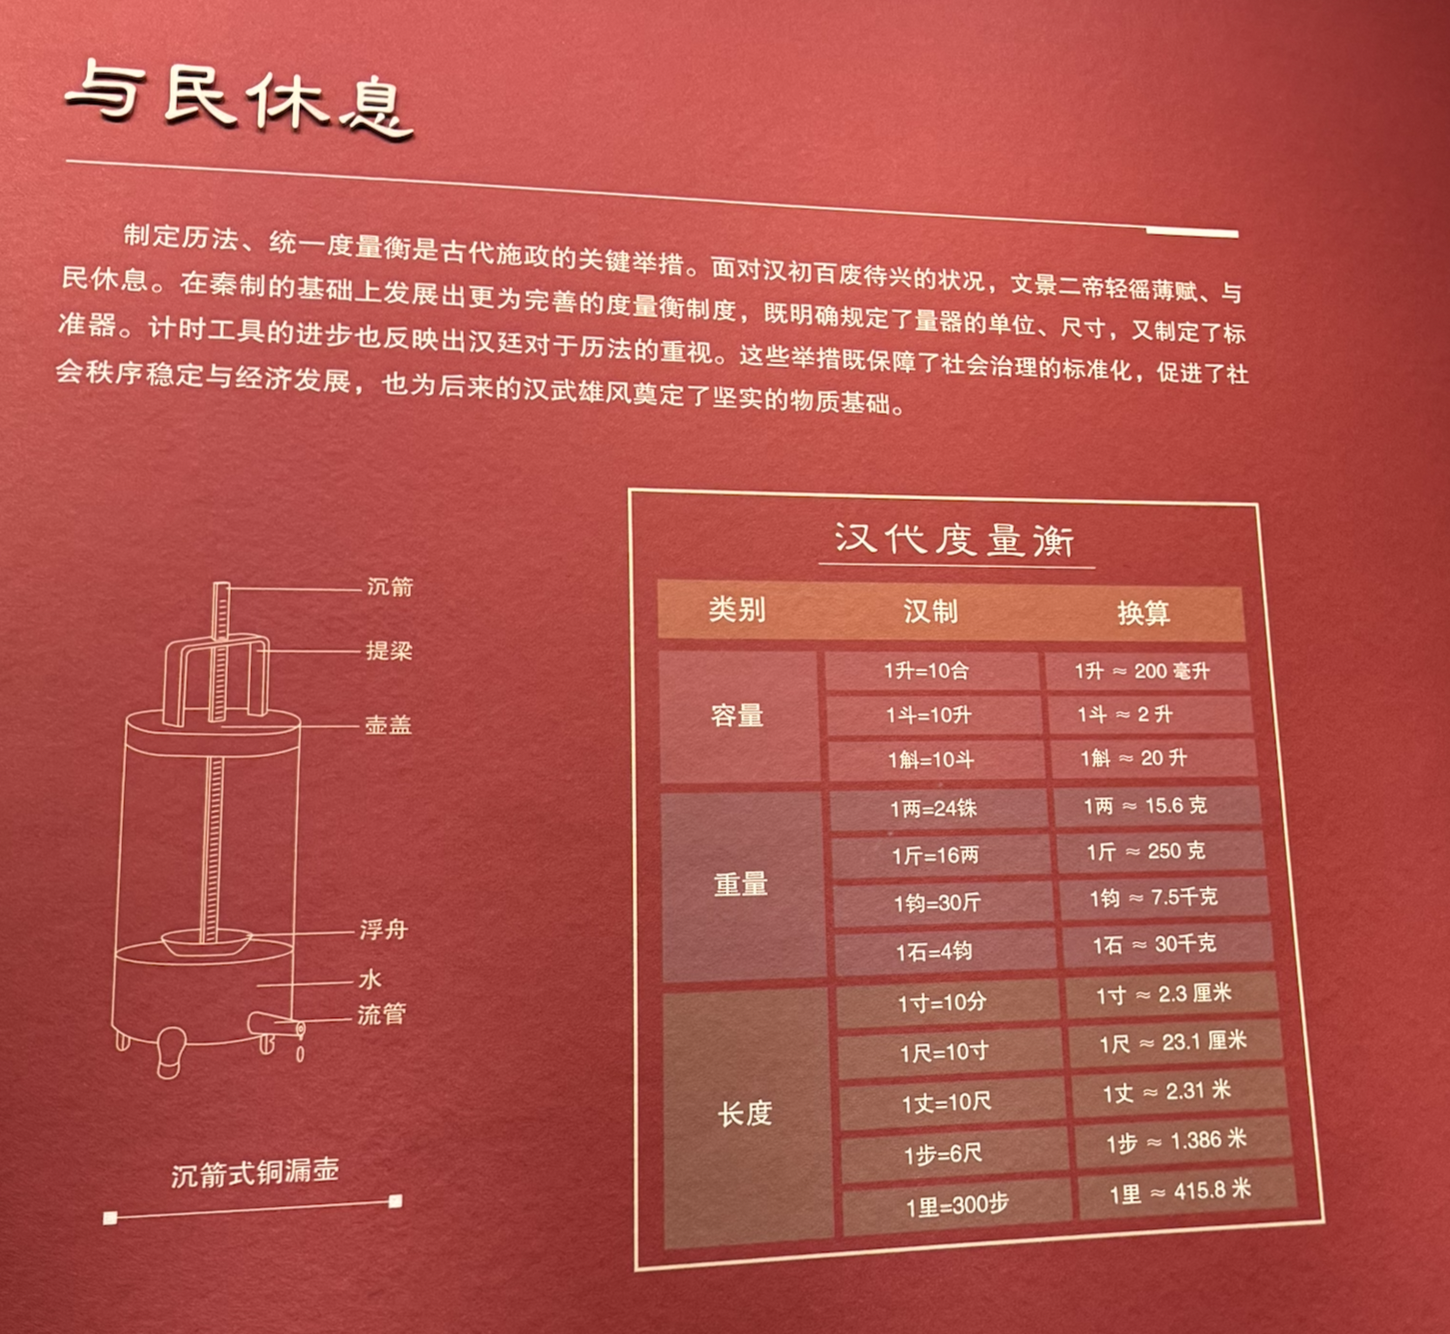 与民休息
制定历法、统一度量衡是古代施政的关键举措。面对汉初百废待兴的状况，文景二帝轻徭薄赋、与
民休息。在秦制的基础上发展出更为完善的度量衡制度，既明确规定了量器的单位、尺寸，又制定了标
准器。计时工具的进步也反映出汉廷对于历法的重视。这些举措既保障了社会治理的标准化，促进了社
会秩序稳定与经济发展，也为后来的汉武雄风奠定了坚实的物质基础。
沉箭
提梁
壶盖
浮舟
水
流管
沉箭式铜漏壶
汉代度量衡
类别 汉制 换算
容量
1升=10合 1升 ≈ 200 毫升
1斗=10升 1斗 ≈ 2 升
1斛=10斗 1斛 ≈ 20 升
重量
1两=24铢 1两 ≈ 15.6 克
1斤=16两 1斤 ≈ 250 克
1钧=30斤 1钧 ≈ 7.5千克
1石=4钧 1石 ≈ 30千克
长度
1寸=10分 1寸 ≈ 2.3 厘米
1尺=10寸 1尺 ≈ 23.1 厘米
1丈=10尺 1丈 ≈ 2.31 米
1步=6尺 1步 ≈ 1.386 米
1里=300步 1里 ≈ 415.8 米